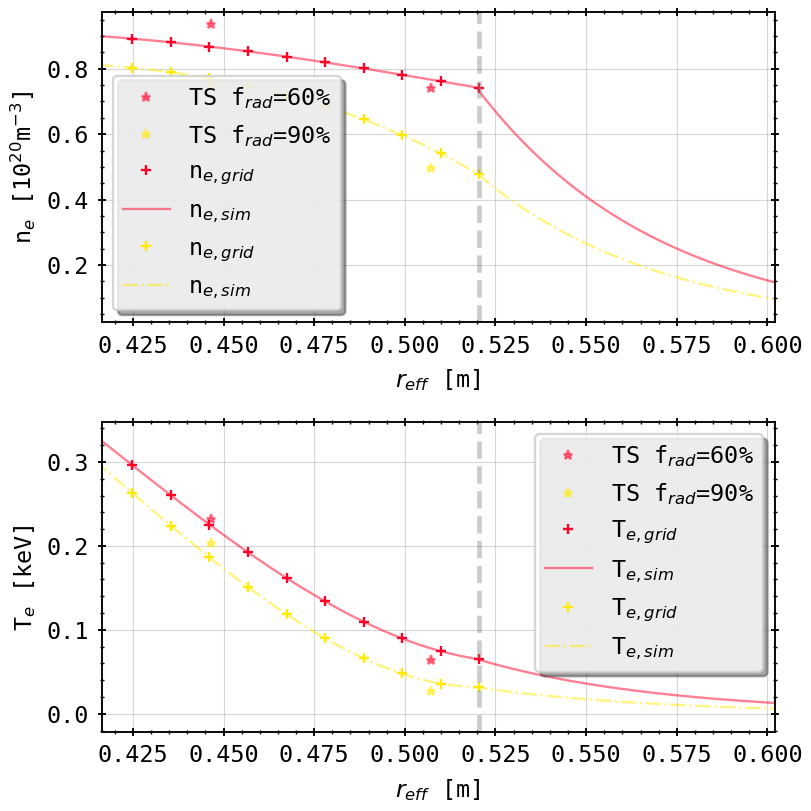 n_e [10^20 m^-3]
0.8
0.6
0.4
0.2
TS f_rad=60%
TS f_rad=90%
n_e,grid
n_e,sim
n_e,grid
n_e,sim
0.425 0.450 0.475 0.500 0.525 0.550 0.575 0.600
r_eff [m]
T_e [keV]
0.3
0.2
0.1
0.0
TS f_rad=60%
TS f_rad=90%
T_e,grid
T_e,sim
T_e,grid
T_e,sim
0.425 0.450 0.475 0.500 0.525 0.550 0.575 0.600
r_eff [m]